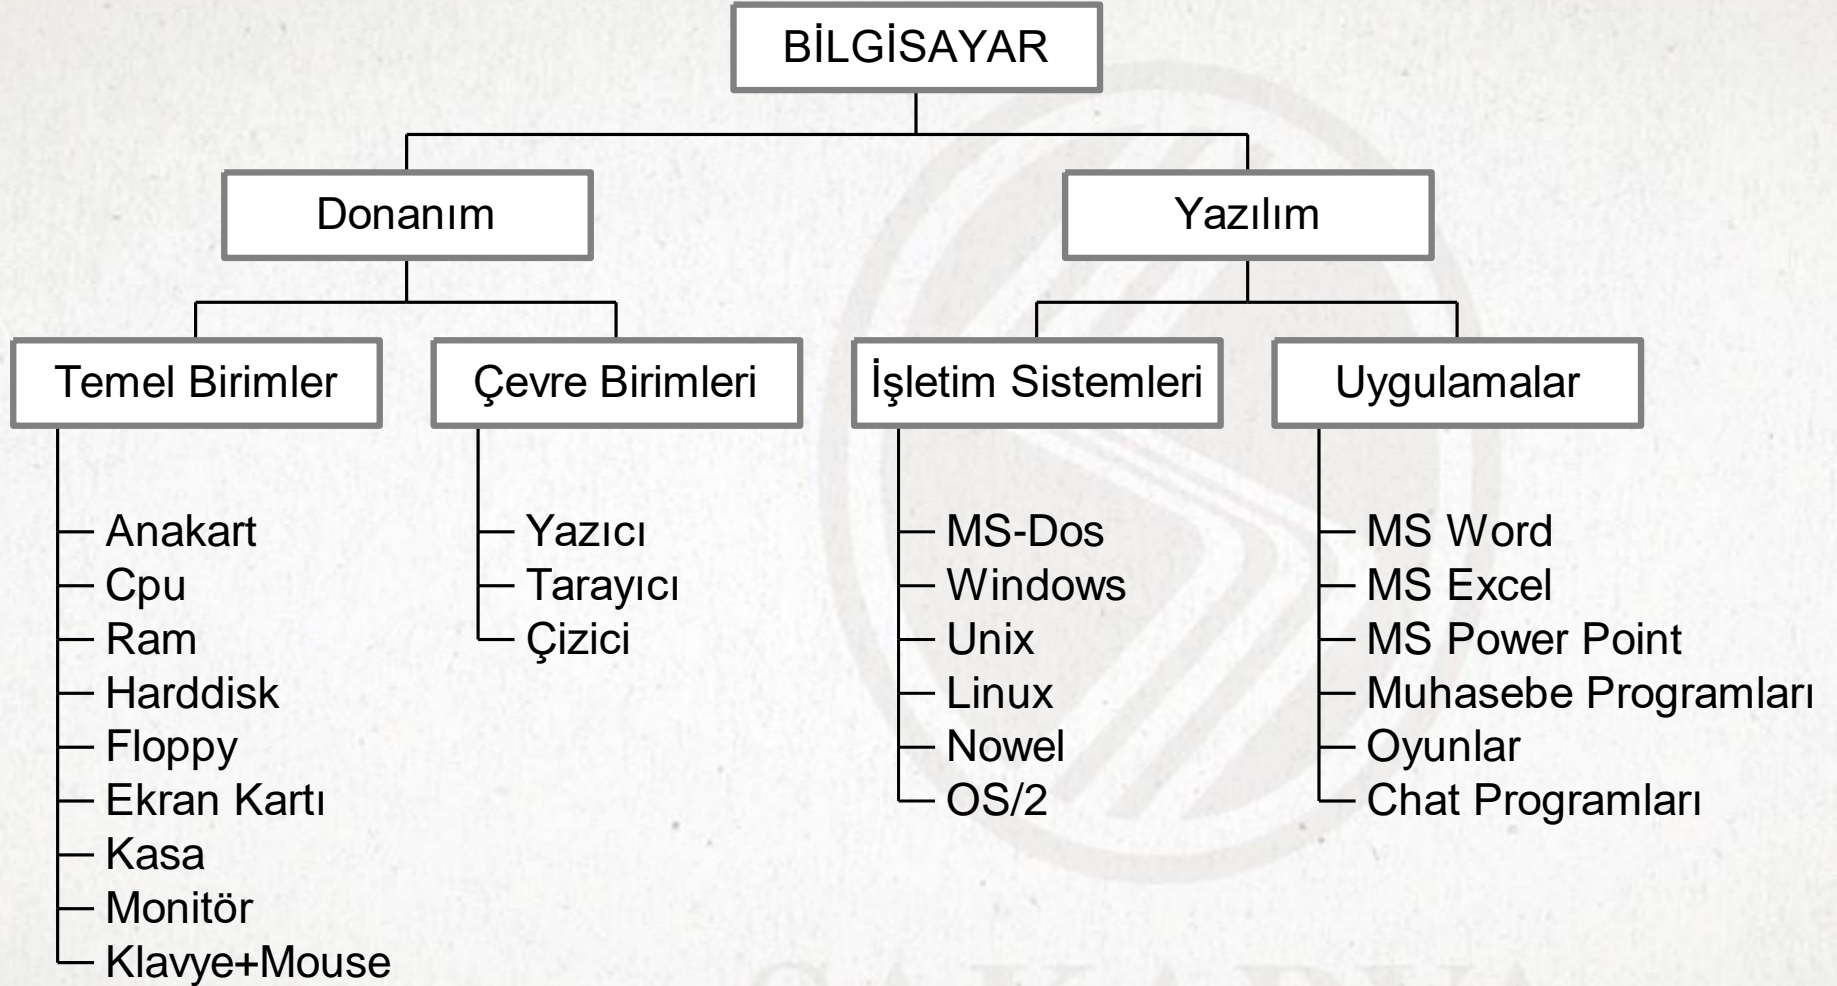 BİLGİSAYAR
Donanım
Yazılım
Temel Birimler
Çevre Birimleri
İşletim Sistemleri
Uygulamalar
Anakart
Cpu
Ram
Harddisk
Floppy
Ekran Kartı
Kasa
Monitör
Klavye+Mouse
Yazıcı
Tarayıcı
Çizici
MS-Dos
Windows
Unix
Linux
Nowel
OS/2
MS Word
MS Excel
MS Power Point
Muhasebe Programları
Oyunlar
Chat Programları
SAKARYA